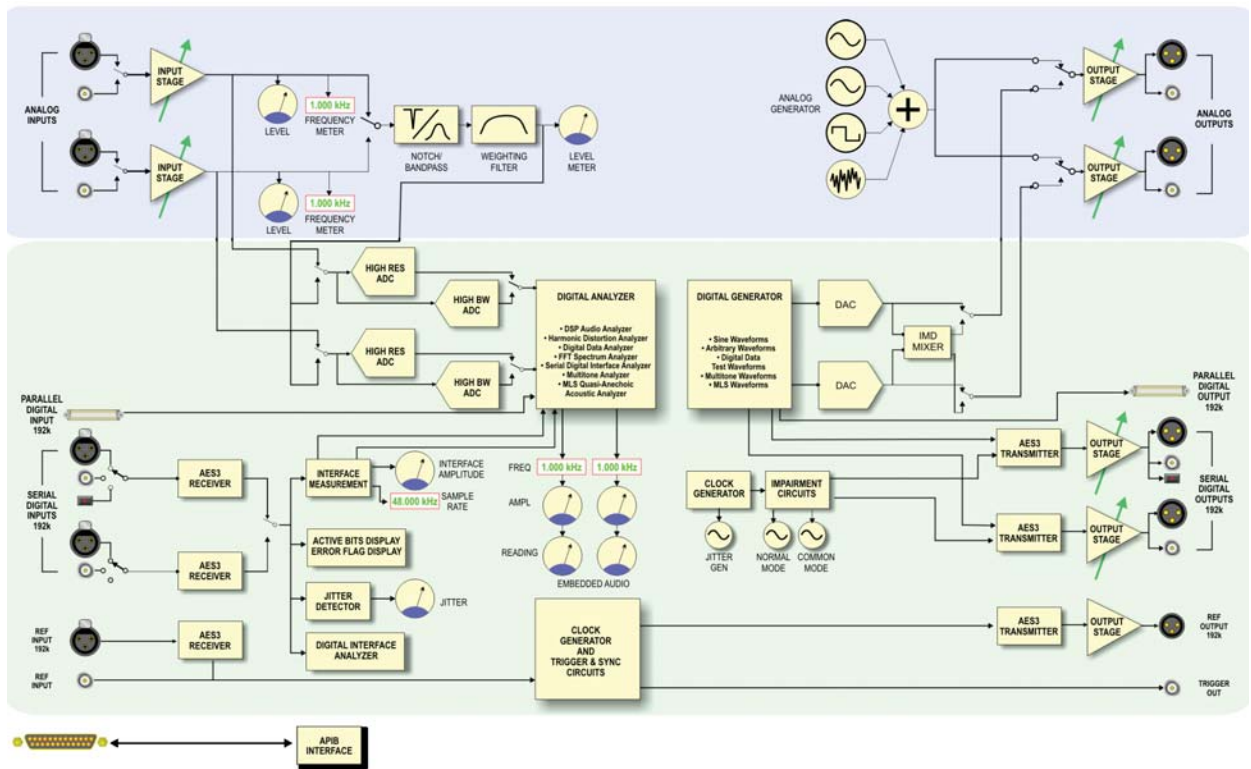 ANALOG
INPUTS
INPUT
STAGE
LEVEL
1.000 kHz
FREQUENCY
METER
INPUT
STAGE
LEVEL
1.000 kHz
FREQUENCY
METER
NOTCH/
BANDPASS
WEIGHTING
FILTER
LEVEL
METER
ANALOG
GENERATOR
OUTPUT
STAGE
OUTPUT
STAGE
ANALOG
OUTPUTS
HIGH RES
ADC
HIGH BW
ADC
HIGH RES
ADC
HIGH BW
ADC
DIGITAL ANALYZER
• DSP Audio Analyzer
• Harmonic Distortion Analyzer
• Digital Data Analyzer
• FFT Spectrum Analyzer
• Serial Digital Interface Analyzer
• Multitone Analyzer
• MLS Quasi-Anechoic
Acoustic Analyzer
DIGITAL GENERATOR
• Sine Waveforms
• Arbitrary Waveforms
• Digital Data
Test Waveforms
• Multitone Waveforms
• MLS Waveforms
DAC
DAC
IMD
MIXER
PARALLEL
DIGITAL
INPUT
192k
PARALLEL
DIGITAL
OUTPUT
192k
SERIAL
DIGITAL
INPUTS
192k
AES3
RECEIVER
AES3
RECEIVER
INTERFACE
MEASUREMENT
INTERFACE
AMPLITUDE
48.000 kHz
SAMPLE
RATE
ACTIVE BITS DISPLAY
ERROR FLAG DISPLAY
JITTER
DETECTOR
JITTER
DIGITAL INTERFACE
ANALYZER
FREQ
1.000 kHz
1.000 kHz
AMPL
READING
EMBEDDED AUDIO
CLOCK
GENERATOR
IMPAIRMENT
CIRCUITS
JITTER
GEN
NORMAL
MODE
COMMON
MODE
AES3
TRANSMITTER
OUTPUT
STAGE
AES3
TRANSMITTER
OUTPUT
STAGE
SERIAL
DIGITAL
OUTPUTS
192k
REF
INPUT
192k
AES3
RECEIVER
REF
INPUT
CLOCK
GENERATOR
AND
TRIGGER & SYNC
CIRCUITS
AES3
TRANSMITTER
OUTPUT
STAGE
REF
OUTPUT
192k
TRIGGER
OUT
APIB
INTERFACE